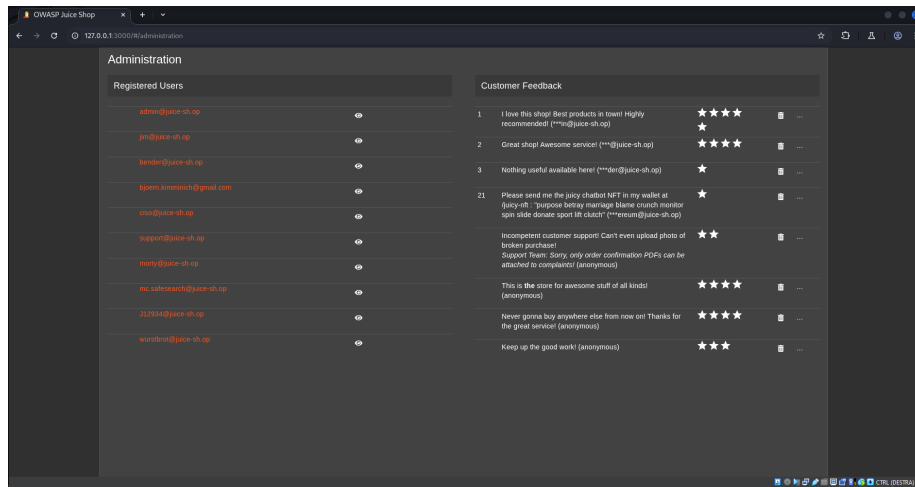 OWASP Juice Shop
127.0.0.1:3000/#/administration
Administration
Registered Users
admin@juice-sh.op
jim@juice-sh.op
bender@juice-sh.op
bjoern.kimminich@gmail.com
ciso@juice-sh.op
support@juice-sh.op
morty@juice-sh.op
mc.safesearch@juice-sh.op
J12934@juice-sh.op
wurstbrot@juice-sh.op
Customer Feedback
1 I love this shop! Best products in town! Highly
recommended! (***in@juice-sh.op)
...
2 Great shop! Awesome service! (***@juice-sh.op)
...
3 Nothing useful available here! (***der@juice-sh.op)
...
21 Please send me the juicy chatbot NFT in my wallet at
/juicy-nft : "purpose betray marriage blame crunch monitor
spin slide donate sport lift clutch" (***ereum@juice-sh.op)
...
Incompetent customer support! Can't even upload photo of
broken purchase!
Support Team: Sorry, only order confirmation PDFs can be
attached to complaints! (anonymous)
...
This is the store for awesome stuff of all kinds!
(anonymous)
...
Never gonna buy anywhere else from now on! Thanks for
the great service! (anonymous)
...
Keep up the good work! (anonymous)
...
CTRL (DESTRA)